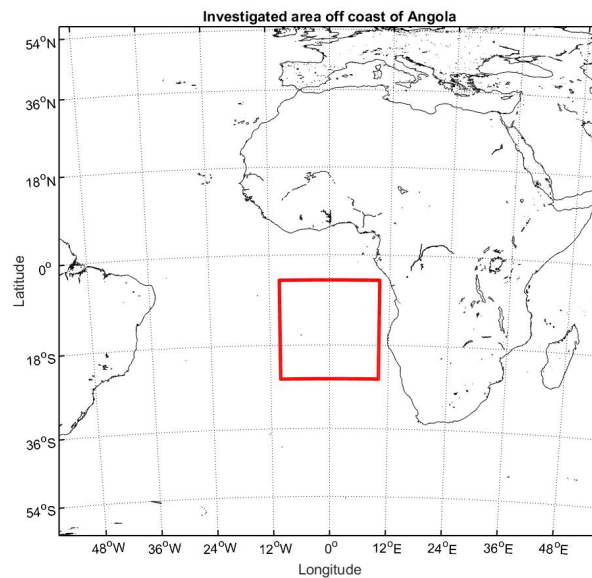 Investigated area off coast of Angola
54°N
36°N
18°N
0°
18°S
36°S
54°S
Latitude
48°W 36°W 24°W 12°W 0° 12°E 24°E 36°E 48°E
Longitude